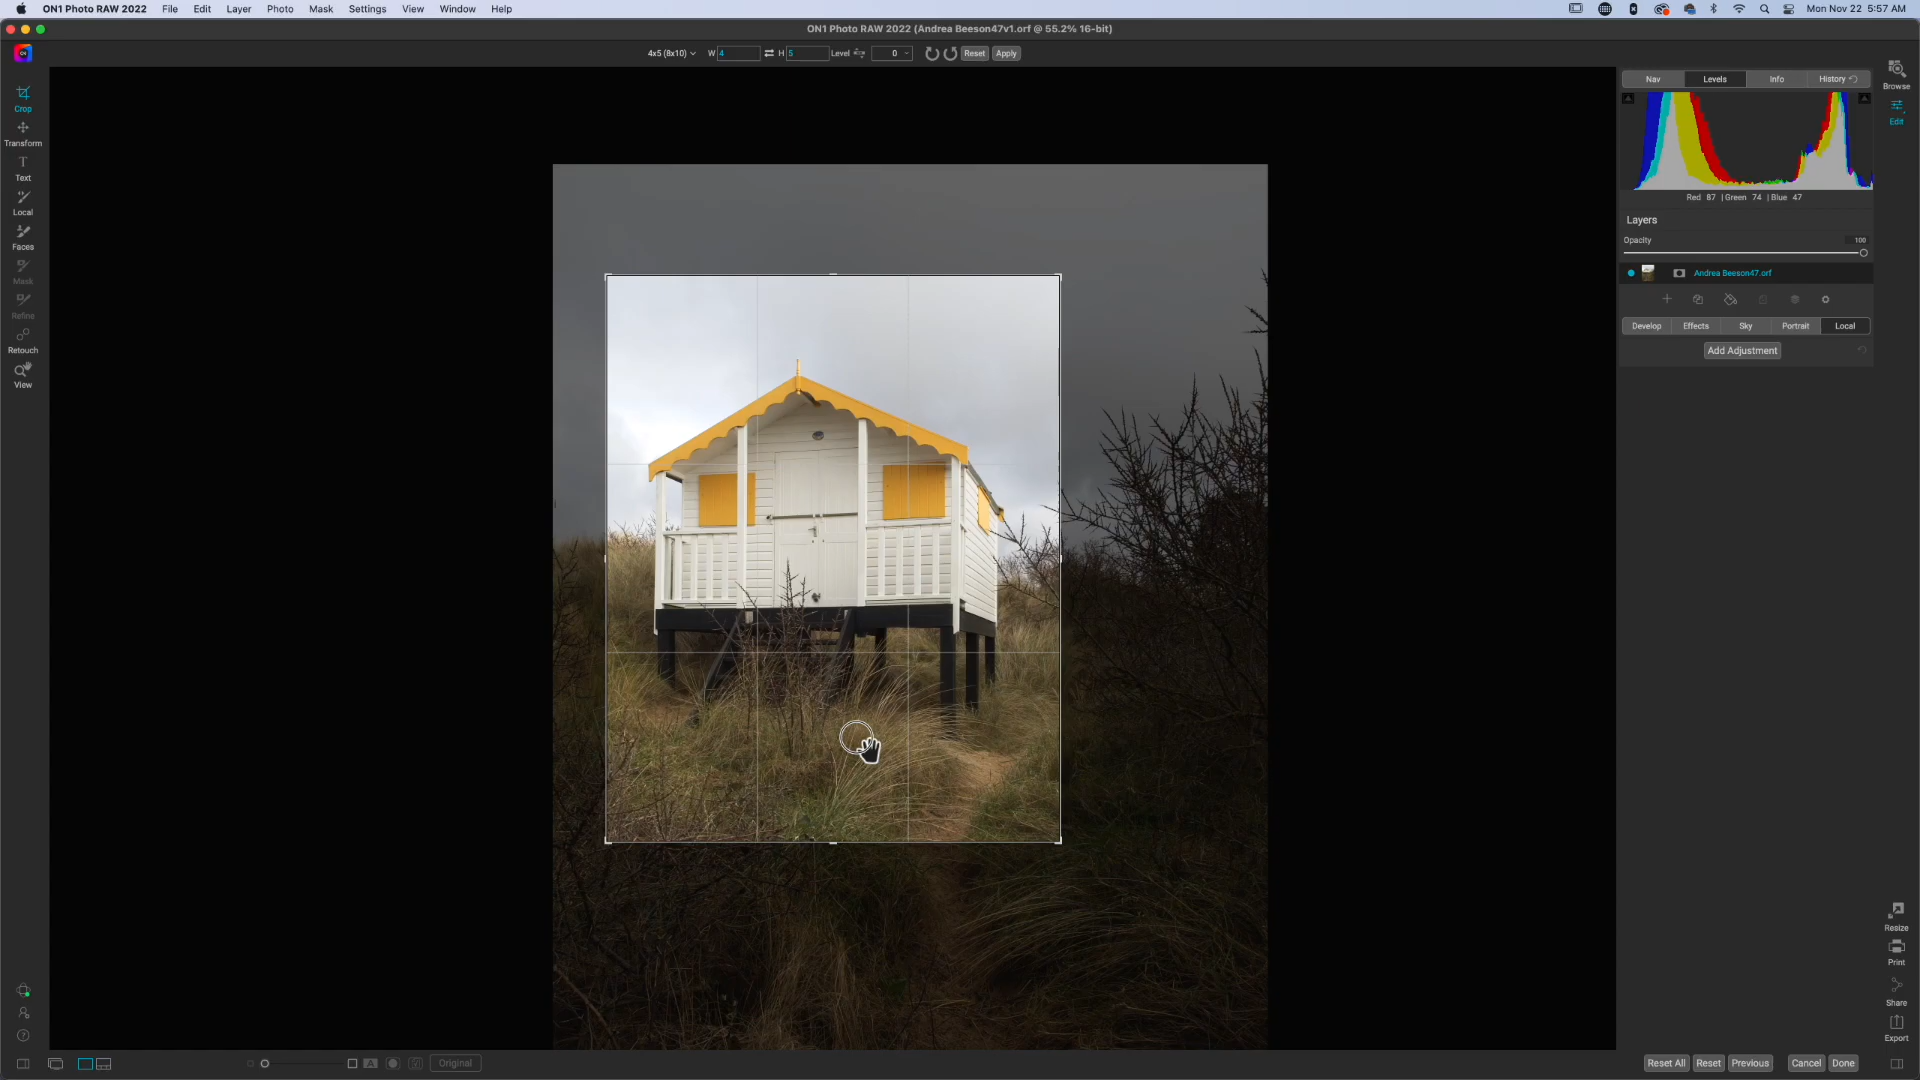 ON1 Photo RAW 2022 File Edit Layer Photo Mask Settings View Window Help Mon Nov 22 5:57 AM
ON1 Photo RAW 2022 (Andrea Beeson47v1.orf @ 55.2% 16-bit)
4x5 (8x10) W 4 H 5 Level 0 Reset Apply
Crop
Transform
Text
Local
Faces
Mask
Refine
Retouch
View
Nav Levels Info History
Browse
Edit
Red 87 | Green 74 | Blue 47
Layers
Opacity 100
Andrea Beeson47.orf
Develop Effects Sky Portrait Local
Add Adjustment
Resize
Print
Share
Export
A Original Reset All Reset Previous Cancel Done